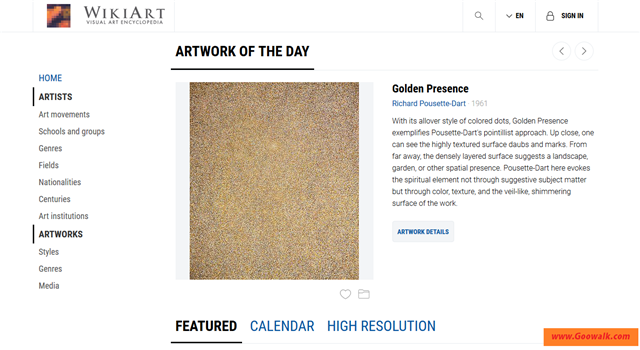 WIKIART
VISUAL ART ENCYCLOPEDIA
EN
SIGN IN
HOME
ARTISTS
Art movements
Schools and groups
Genres
Fields
Nationalities
Centuries
Art institutions
ARTWORKS
Styles
Genres
Media
ARTWORK OF THE DAY
Golden Presence
Richard Pousette-Dart 1961
With its allover style of colored dots, Golden Presence
exemplifies Pousette-Dart's pointillist approach. Up close, one
can see the highly textured surface daubs and marks. From
far away, the densely layered surface suggests a landscape,
garden, or other spatial presence. Pousette-Dart here evokes
the spiritual element not through suggestive subject matter
but through color, texture, and the veil-like, shimmering
surface of the work.
ARTWORK DETAILS
FEATURED CALENDAR HIGH RESOLUTION
www.Goowalk.com